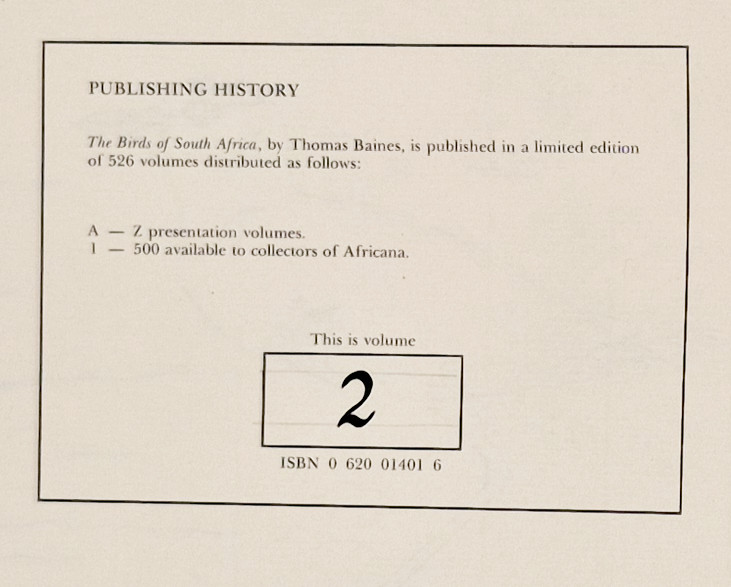 PUBLISHING HISTORY
The Birds of South Africa, by Thomas Baines, is published in a limited edition
of 526 volumes distributed as follows:
A — Z presentation volumes.
1 — 500 available to collectors of Africana.
This is volume
2
ISBN 0 620 01401 6